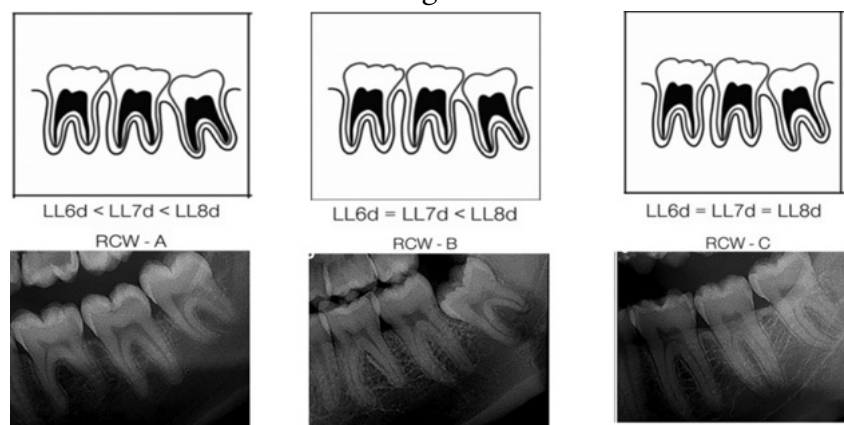 LL6d < LL7d < LL8d
LL6d = LL7d < LL8d
LL6d = LL7d = LL8d
RCW - A
RCW - B
RCW - C